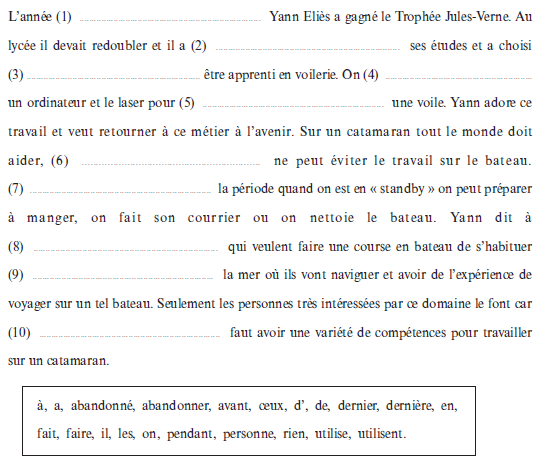 L'année (1) ........................................ Yann Eliès a gagné le Trophée Jules-Verne. Au
lycée il devait redoubler et il a (2) ........................................ ses études et a choisi
(3) ........................................ être apprenti en voilerie. On (4) ........................................
un ordinateur et le laser pour (5) ........................................ une voile. Yann adore ce
travail et veut retourner à ce métier à l'avenir. Sur un catamaran tout le monde doit
aider, (6) ........................................ ne peut éviter le travail sur le bateau.
(7) ........................................ la période quand on est en « standby » on peut préparer
à manger, on fait son courrier ou on nettoie le bateau. Yann dit à
(8) ........................................ qui veulent faire une course en bateau de s'habituer
(9) ........................................ la mer où ils vont naviguer et avoir de l'expérience de
voyager sur un tel bateau. Seulement les personnes très intéressées par ce domaine le font car
(10) ........................................ faut avoir une variété de compétences pour travailler
sur un catamaran.
à, a, abandonné, abandonner, avant, ceux, d', de, dernier, dernière, en,
fait, faire, il, les, on, pendant, personne, rien, utilise, utilisent.